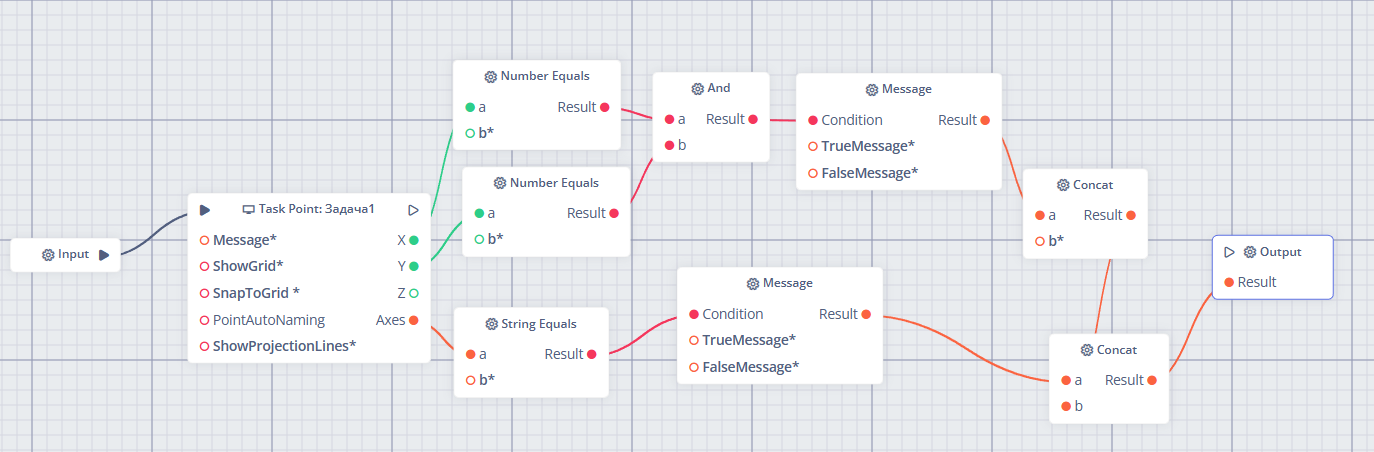 Input
Task Point: Задача1
Message*
X
ShowGrid*
Y
SnapToGrid *
Z
PointAutoNaming
Axes
ShowProjectionLines*
Number Equals
a
Result
b*
Number Equals
a
Result
b*
String Equals
a
Result
b*
And
a
Result
b
Message
Condition
Result
TrueMessage*
FalseMessage*
Message
Condition
Result
TrueMessage*
FalseMessage*
Concat
a
Result
b*
Concat
a
Result
b
Output
Result